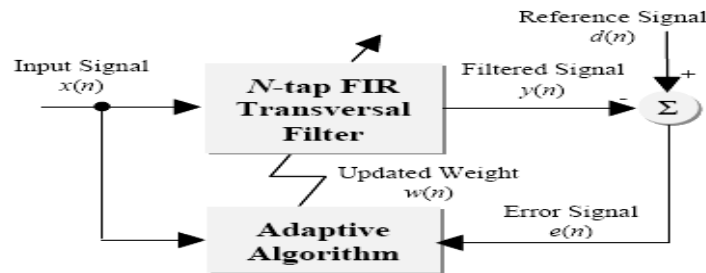 Reference Signal
d(n)
Input Signal
x(n)
N-tap FIR
Transversal
Filter
Filtered Signal
y(n)
+
-
Σ
Updated Weight
w(n)
Adaptive
Algorithm
Error Signal
e(n)